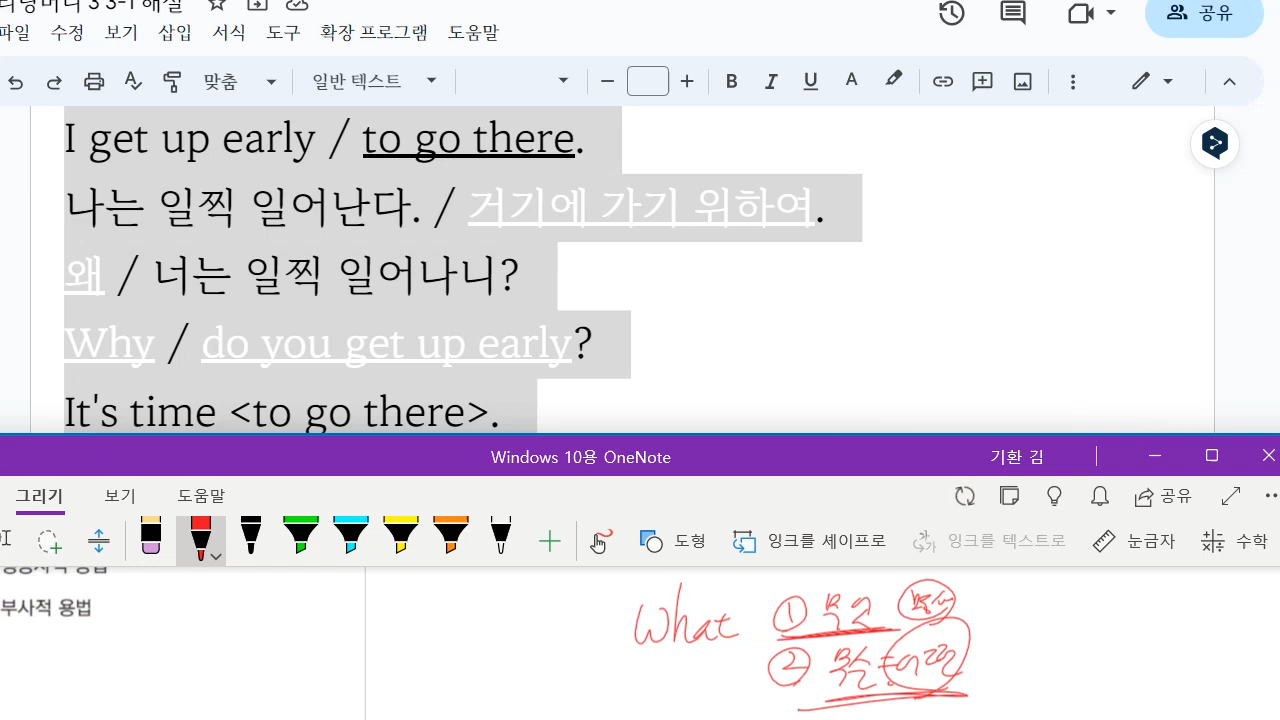 파일 수정 보기 삽입 서식 도구 확장 프로그램 도움말
공유
맞춤 일반 텍스트 B I U A
I get up early / to go there.
나는 일찍 일어난다. / 거기에 가기 위하여.
왜 / 너는 일찍 일어나니?
Why / do you get up early?
It's time <to go there>.
Windows 10용 OneNote 기환 김
그리기 보기 도움말 공유
도형 잉크를 셰이프로 잉크를 텍스트로 눈금자 수학
부사적 용법
What ① 무엇
② 무슨 = 어떤